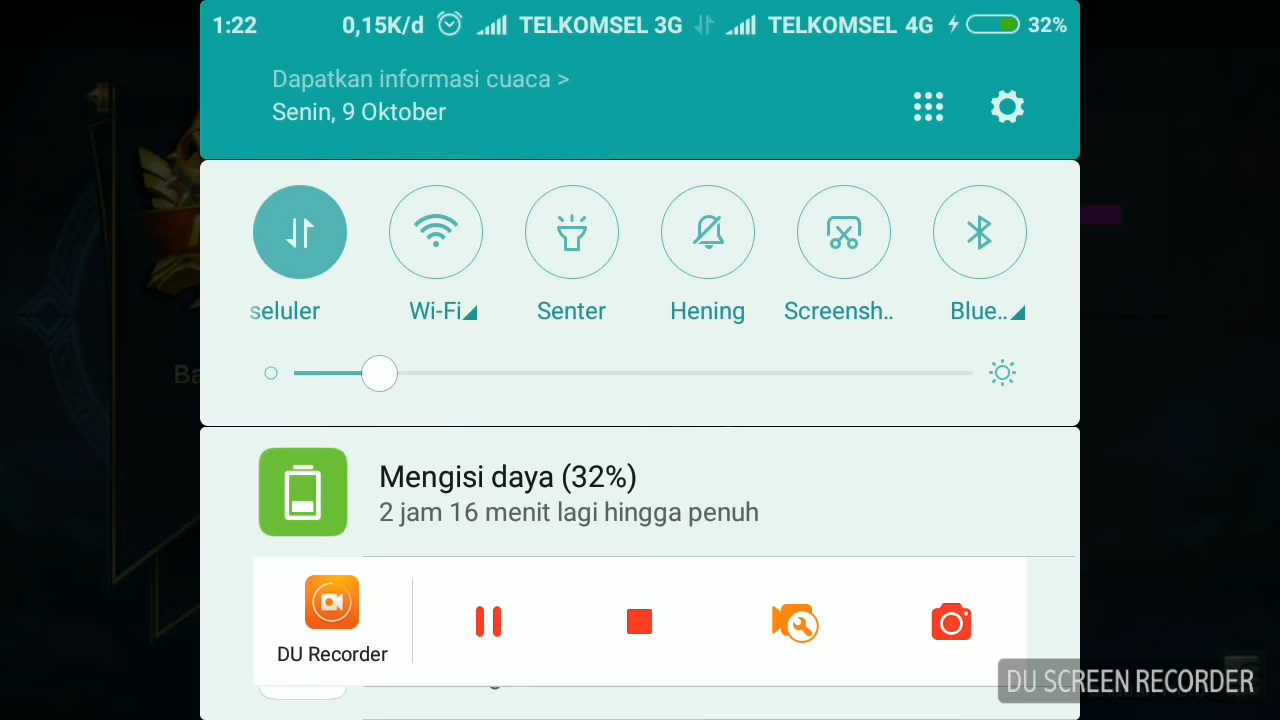 1:22 0,15K/d TELKOMSEL 3G TELKOMSEL 4G 32%
Dapatkan informasi cuaca >
Senin, 9 Oktober
seluler Wi-Fi Senter Hening Screensh.. Blue..
Mengisi daya (32%)
2 jam 16 menit lagi hingga penuh
DU Recorder
DU SCREEN RECORDER
Ba